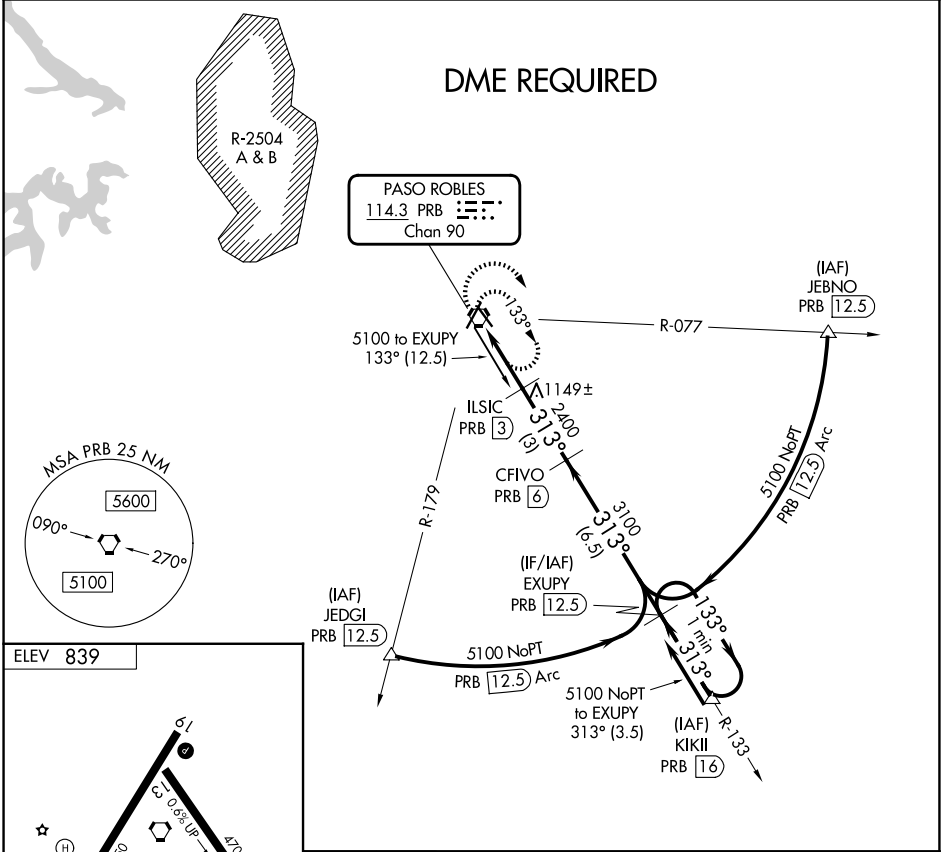 DME REQUIRED
R-2504
A & B
PASO ROBLES
114.3 PRB
Chan 90
(IAF)
JEBNO
PRB 12.5
R-077
133°
5100 to EXUPY
133° (12.5)
1149±
ILSIC
PRB 3
2400
313°
(3)
CFIVO
PRB 6
5100 NoPT
PRB 12.5 Arc
R-179
3100
313°
(6.5)
MSA PRB 25 NM
5600
090°
270°
5100
(IF/IAF)
EXUPY
PRB 12.5
(IAF)
JEDGI
PRB 12.5
133°
1 min
313°
5100 NoPT
PRB 12.5 Arc
5100 NoPT
to EXUPY
313° (3.5)
(IAF)
KIKII
PRB 16
R-133
ELEV 839
19
P
13
0.6% UP
470
H